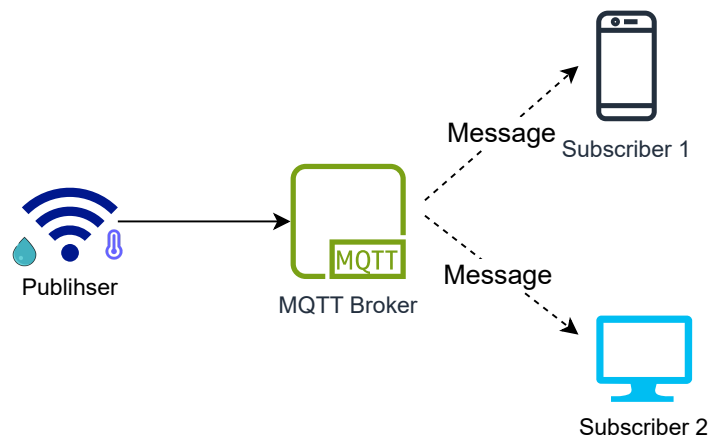 Message
Subscriber 1
MQTT
Publihser
Message
MQTT Broker
Subscriber 2